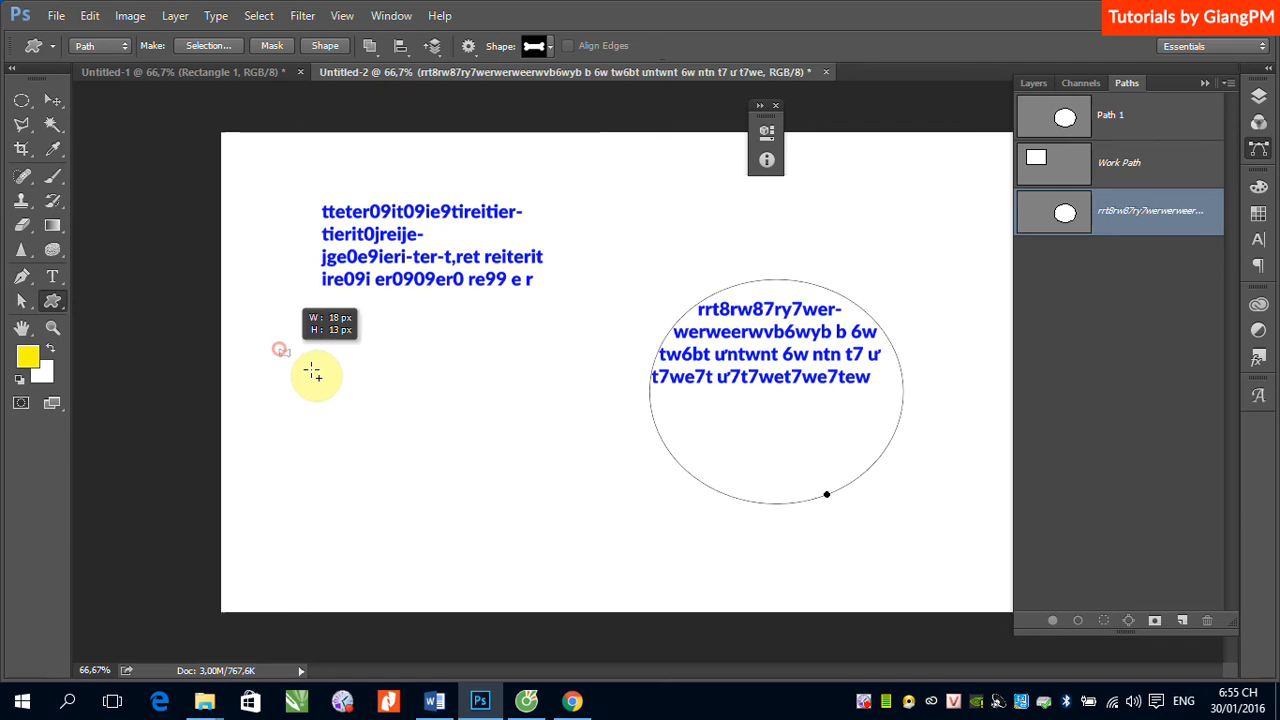 Ps File Edit Image Layer Type Select Filter View Window Help
Tutorials by GiangPM
Path Make: Selection... Mask Shape Shape: Align Edges Essentials
Untitled-1 @ 66,7% (Rectangle 1, RGB/8) * × Untitled-2 @ 66,7% (rrt8rw87ry7werwerweerwvb6wyb b 6w tw6bt ưntwnt 6w ntn t7 ư t7we, RGB/8) * ×
Layers Channels Paths
Path 1
Work Path
rrt8rw87ry7werwerweer...
tteter09it09ie9tireitier-
tierit0jreije-
jge0e9ieri-ter-t,ret reiterit
ire09i er0909er0 re99 e r
W: 18 px
H: 13 px
rrt8rw87ry7wer-
werweerwvb6wyb b 6w
tw6bt ưntwnt 6w ntn t7 ư
t7we7t ư7t7wet7we7tew
66,67% Doc: 3,00M/767,6K
ENG
6:55 CH
30/01/2016